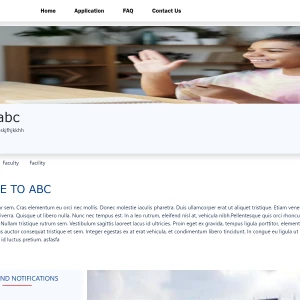 Home Application FAQ Contact Us
abc
Faculty Facility
E TO ABC
sem. Cras elementum eu orci nec mollis. Donec molestie iaculis pharetra. Duis ullamcorper erat ut aliquet tristique. Etiam
viverra. Quisque ut libero nulla. Nunc nec tempus est. In a leo rutrum, eleifend nisl at, vehicula nibh.Pellentesque quis orci
Nullam tristique rutrum sem. Vestibulum sagittis laoreet lacus id ultricies. Proin eget ex gravida, tempus ligula porttitor,
auctor consequat tristique et sem. Integer egestas ex at erat vehicula, et condimentum libero tincidunt. In congue eu ligula ut
id luctus pretium. asfasfa
ND NOTIFICATIONS